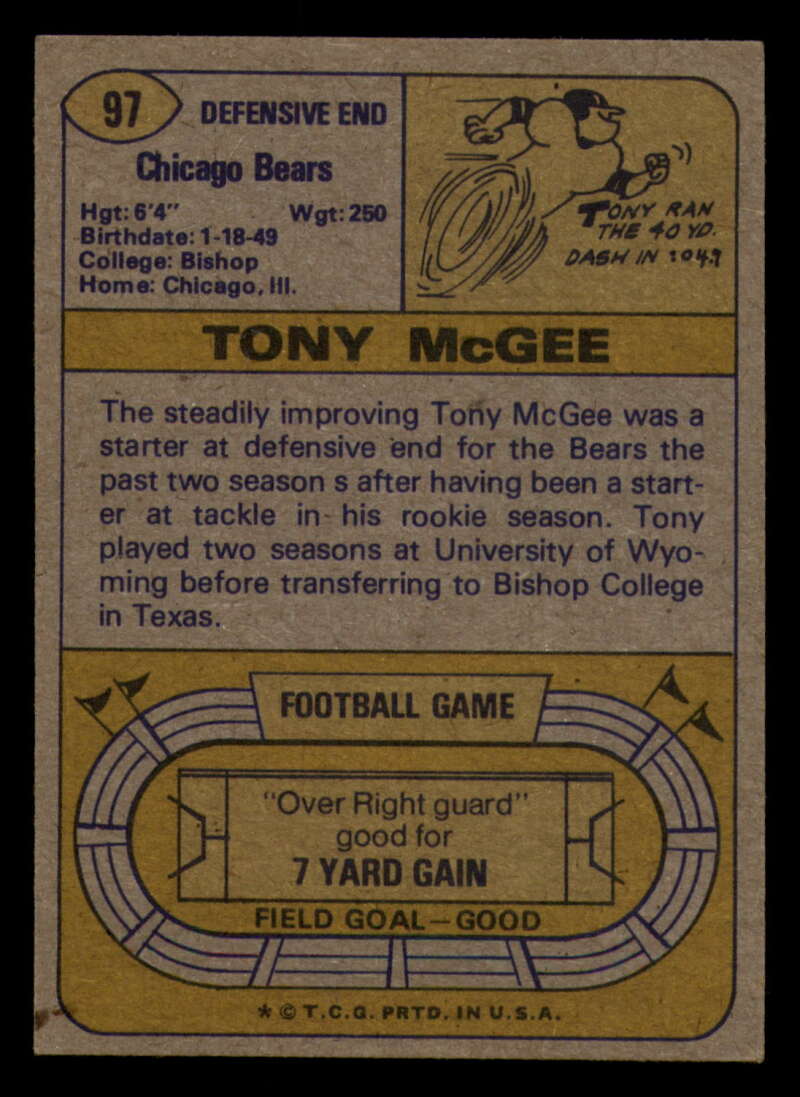 97
DEFENSIVE END
Chicago Bears
Hgt: 6'4" Wgt: 250
Birthdate: 1-18-49
College: Bishop
Home: Chicago, Ill.
TONY RAN
THE 40 YD.
DASH IN :04.7
TONY McGEE
The steadily improving Tony McGee was a
starter at defensive end for the Bears the
past two season s after having been a start-
er at tackle in his rookie season. Tony
played two seasons at University of Wyo-
ming before transferring to Bishop College
in Texas.
FOOTBALL GAME
"Over Right guard"
good for
7 YARD GAIN
FIELD GOAL—GOOD
* © T.C.G. PRTD. IN U.S.A.